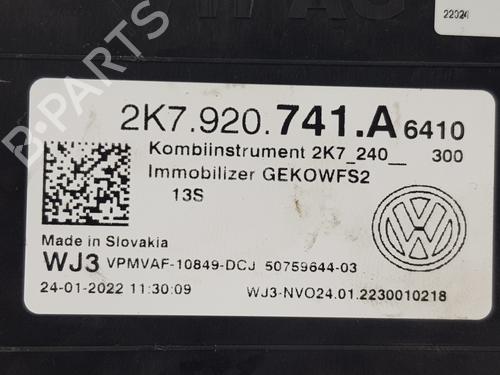 22024
2K7.920.741.A 6410
Kombiinstrument 2K7_240__ 300
Immobilizer GEKOWFS2
13S
Made in Slovakia
WJ3 VPMVAF-10849-DCJ 50759644-03
24-01-2022 11:30:09 WJ3-NVO24.01.2230010218
B-PARTS